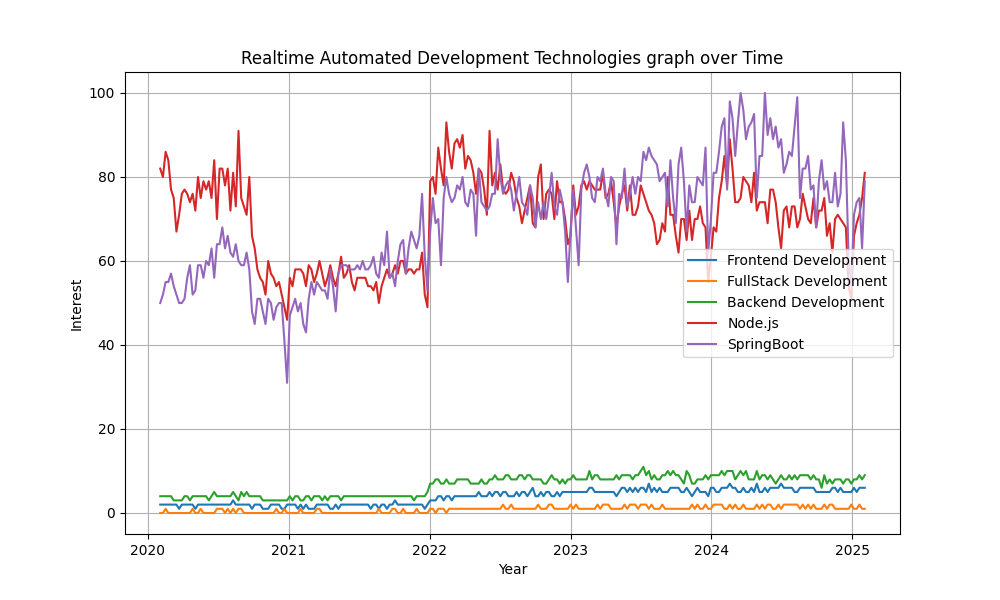 Realtime Automated Development Technologies graph over Time
100
80
60
40
20
0
Interest
Frontend Development
FullStack Development
Backend Development
Node.js
SpringBoot
2020 2021 2022 2023 2024 2025
Year